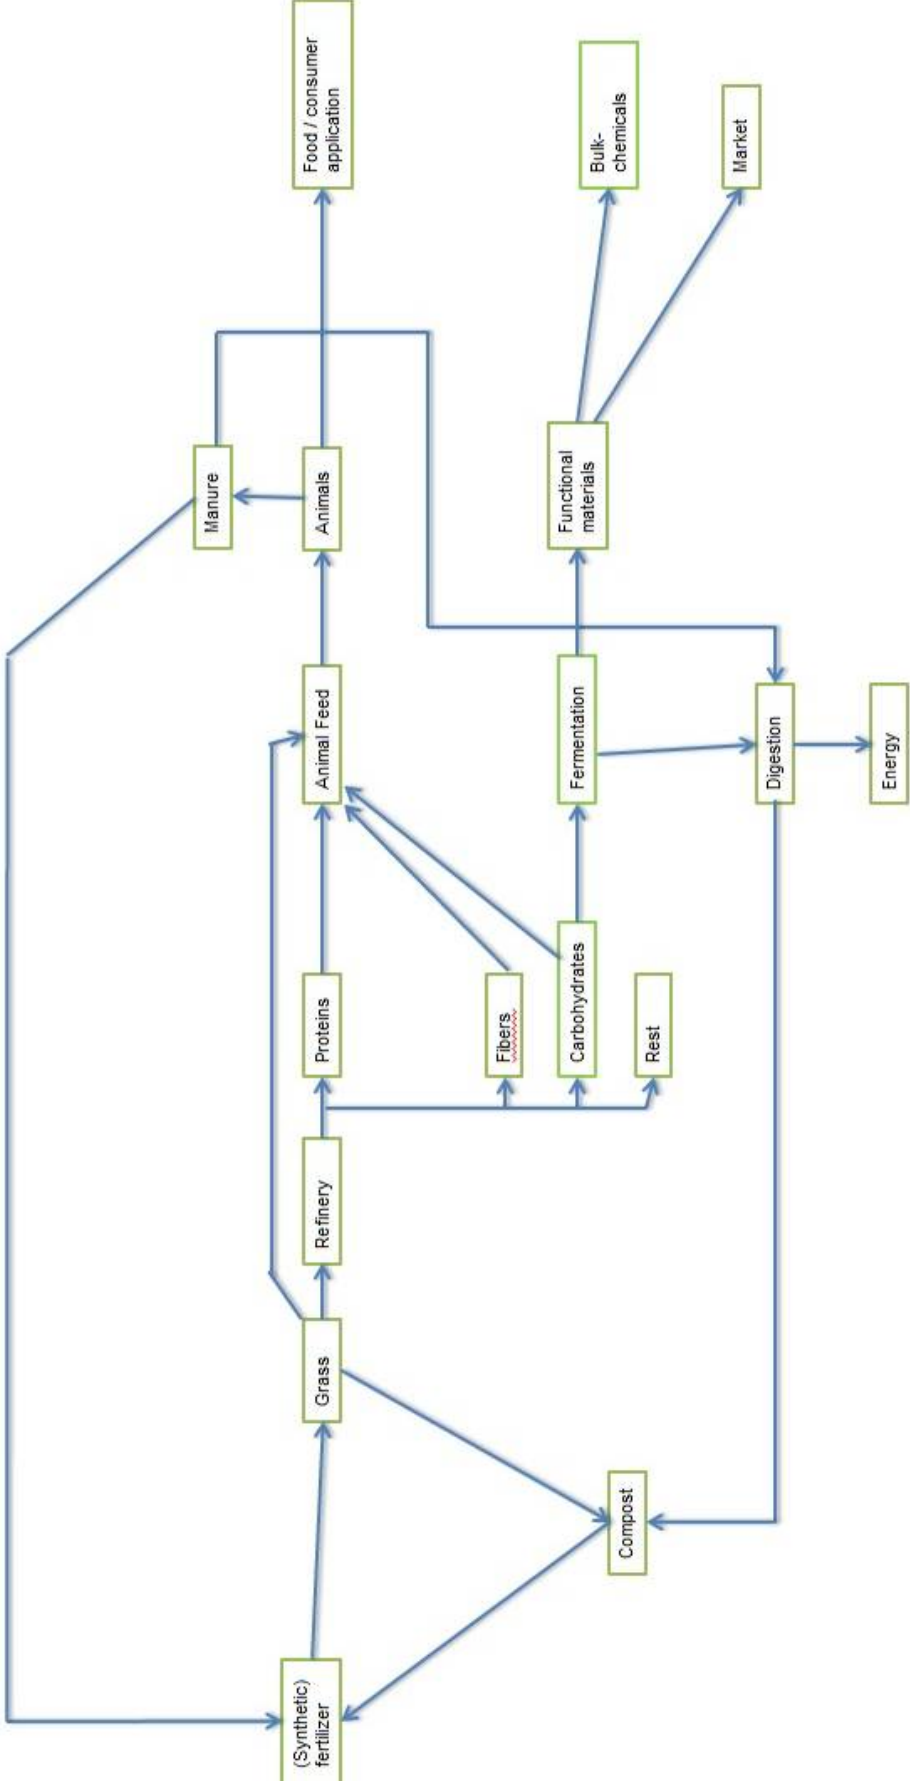 (Synthetic)
fertilizer
Grass
Refinery
Proteins
Animal Feed
Animals
Manure
Food / consumer
application
Fibers
Carbohydrates
Rest
Fermentation
Functional
materials
Bulk-
chemicals
Market
Compost
Digestion
Energy